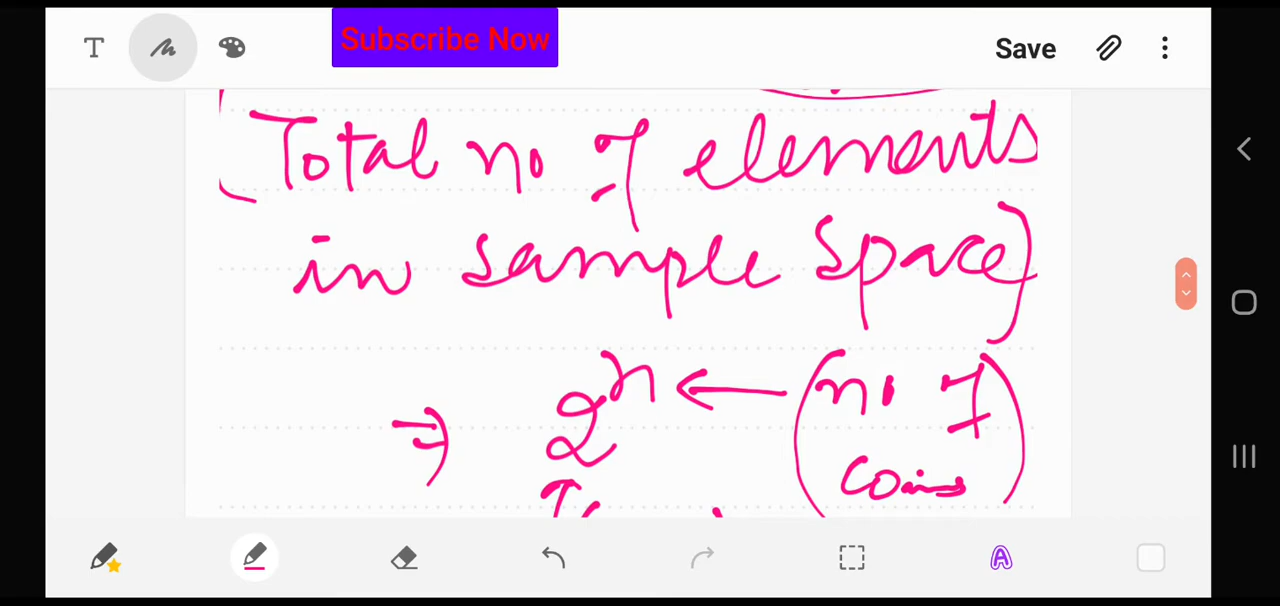 T Subscribe Now Save
[Total no. of elements
in sample space]
⇒ 2ⁿ ← (no. of
coins
A